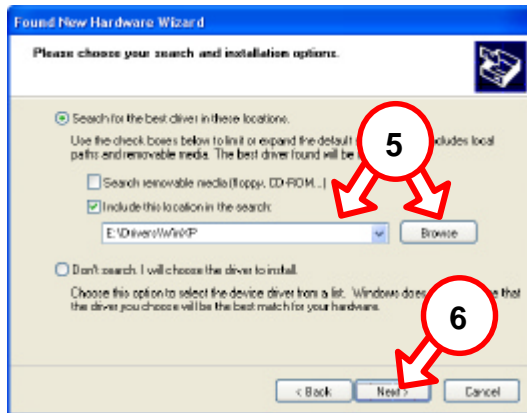 Found New Hardware Wizard
Please choose your search and installation options.
Search for the best driver in these locations.
Use the check boxes below to limit or expand the default cludes local
paths and removable media. The best driver found will be
5
Search removable media (floppy, CD-ROM...)
Include this location in the search:
E:\Drivers\WinXP
Browse
Don't search. I will choose the driver to install.
Choose this option to select the device driver from a list. Windows does that
the driver you choose will be the best match for your hardware.
6
< Back
Next >
Cancel